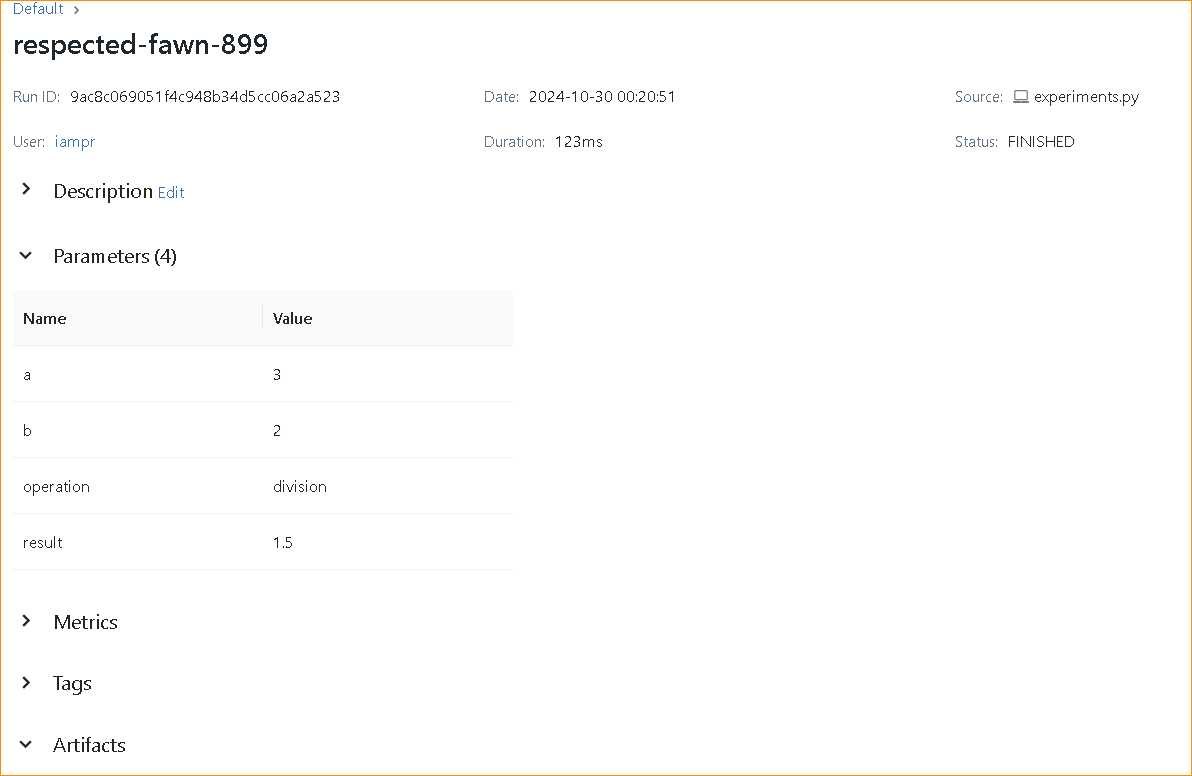 Default >
respected-fawn-899
Run ID: 9ac8c069051f4c948b34d5cc06a2a523 Date: 2024-10-30 00:20:51 Source: experiments.py
User: iampr Duration: 123ms Status: FINISHED
Description Edit
Parameters (4)
Name Value
a 3
b 2
operation division
result 1.5
Metrics
Tags
Artifacts